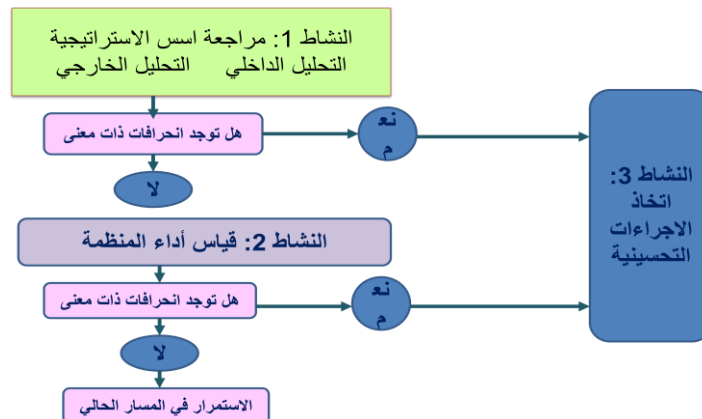 النشاط 1: مراجعة اسس الاستراتيجية
التحليل الداخلي التحليل الخارجي
هل توجد انحرافات ذات معنى
نع
م
لا
النشاط 3:
اتخاذ
الاجراءات
التحسينية
النشاط 2: قياس أداء المنظمة
هل توجد انحرافات ذات معنى
نع
م
لا
الاستمرار في المسار الحالي